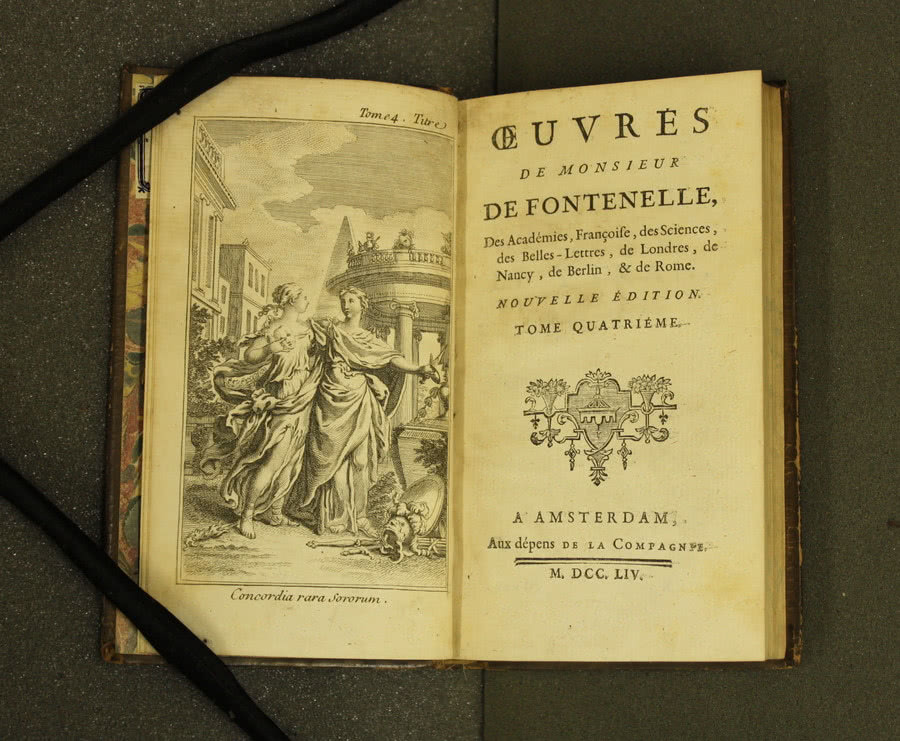 Tome 4. Titre
Concordia rara Sororum.
ŒUVRES
DE MONSIEUR
DE FONTENELLE,
Des Académies, Françoiſe, des Sciences,
des Belles-Lettres, de Londres, de
Nancy, de Berlin, & de Rome.
NOUVELLE ÉDITION.
TOME QUATRIÉME.
A AMSTERDAM,
Aux dépens DE LA COMPAGNIE.
M. DCC. LIV.